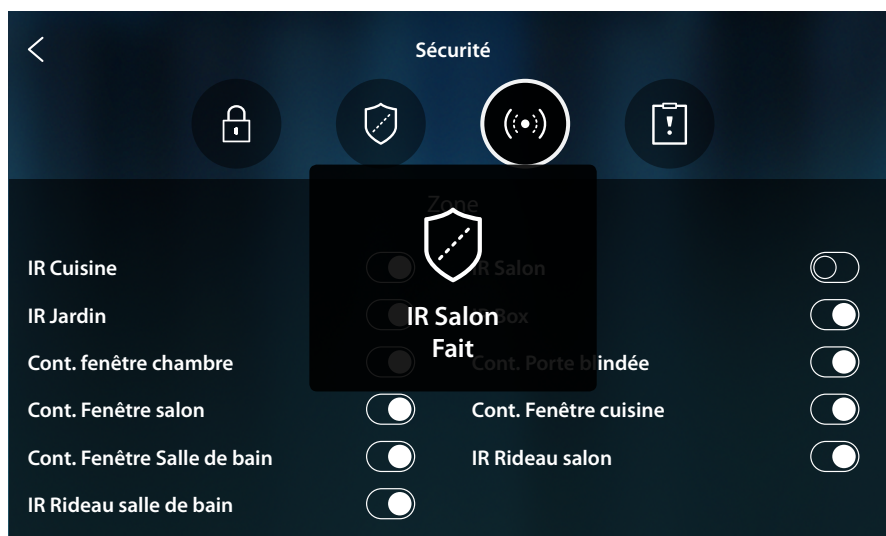 Sécurité
Zone
IR Salon
Fait
IR Cuisine
IR Salon
IR Jardin
Box
Cont. fenêtre chambre
Cont. Porte blindée
Cont. Fenêtre salon
Cont. Fenêtre cuisine
Cont. Fenêtre Salle de bain
IR Rideau salon
IR Rideau salle de bain